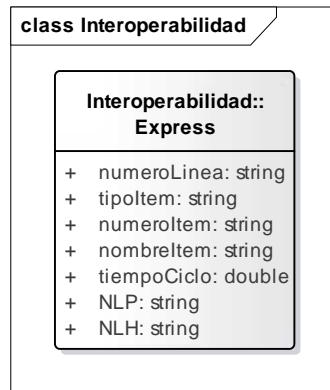 class Interoperabilidad
Interoperabilidad::
Express
+ numeroLinea: string
+ tipoItem: string
+ numeroItem: string
+ nombreItem: string
+ tiempoCiclo: double
+ NLP: string
+ NLH: string